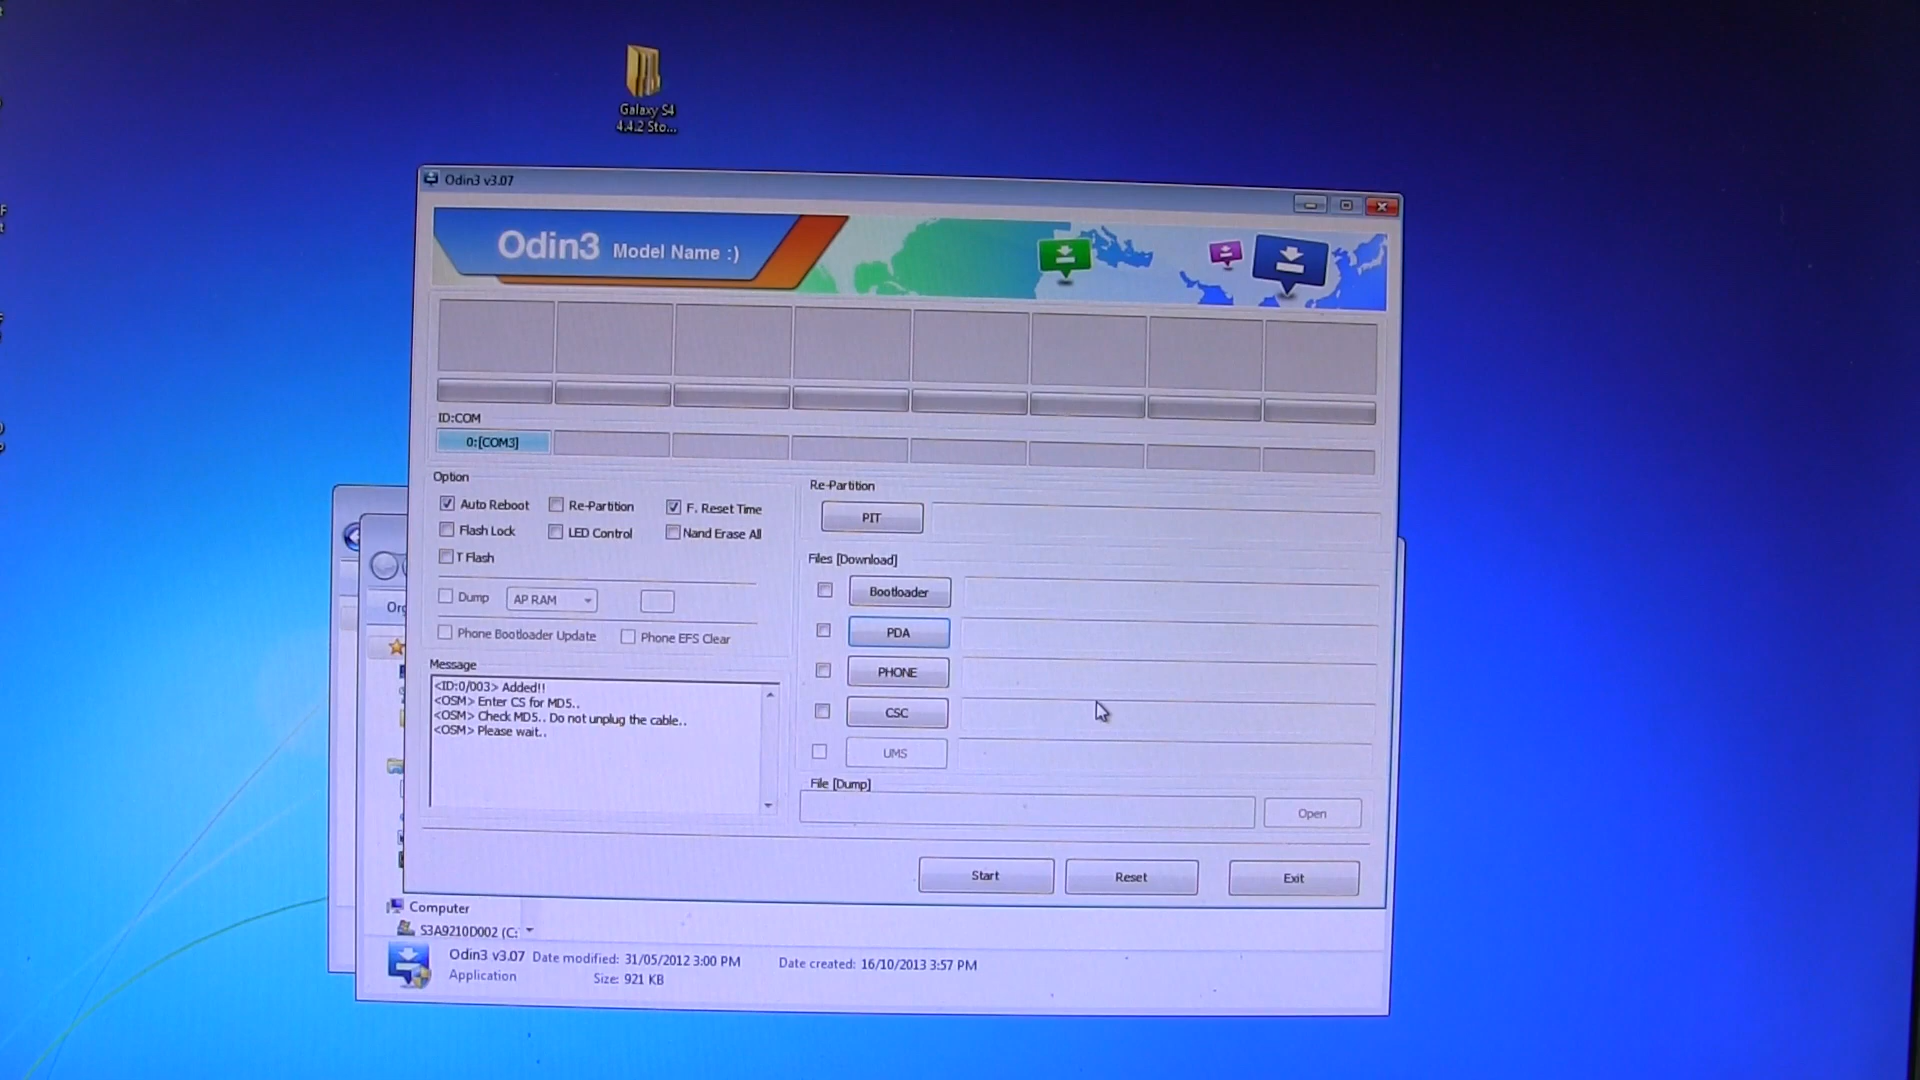 Galaxy S4
4.4.2 Sto...
Odin3 v3.07
Odin3 Model Name :)
ID:COM
0:[COM3]
Option
Auto Reboot
Re-Partition
F. Reset Time
Flash Lock
LED Control
Nand Erase All
T Flash
Dump
AP RAM
Phone Bootloader Update
Phone EFS Clear
Message
<ID:0/003> Added!!
<OSM> Enter CS for MD5..
<OSM> Check MD5.. Do not unplug the cable..
<OSM> Please wait..
Re-Partition
PIT
Files [Download]
Bootloader
PDA
PHONE
CSC
UMS
File [Dump]
Open
Start
Reset
Exit
Org
Computer
S3A9210D002 (C:
Odin3 v3.07 Date modified: 31/05/2012 3:00 PM Date created: 16/10/2013 3:57 PM
Application Size: 921 KB